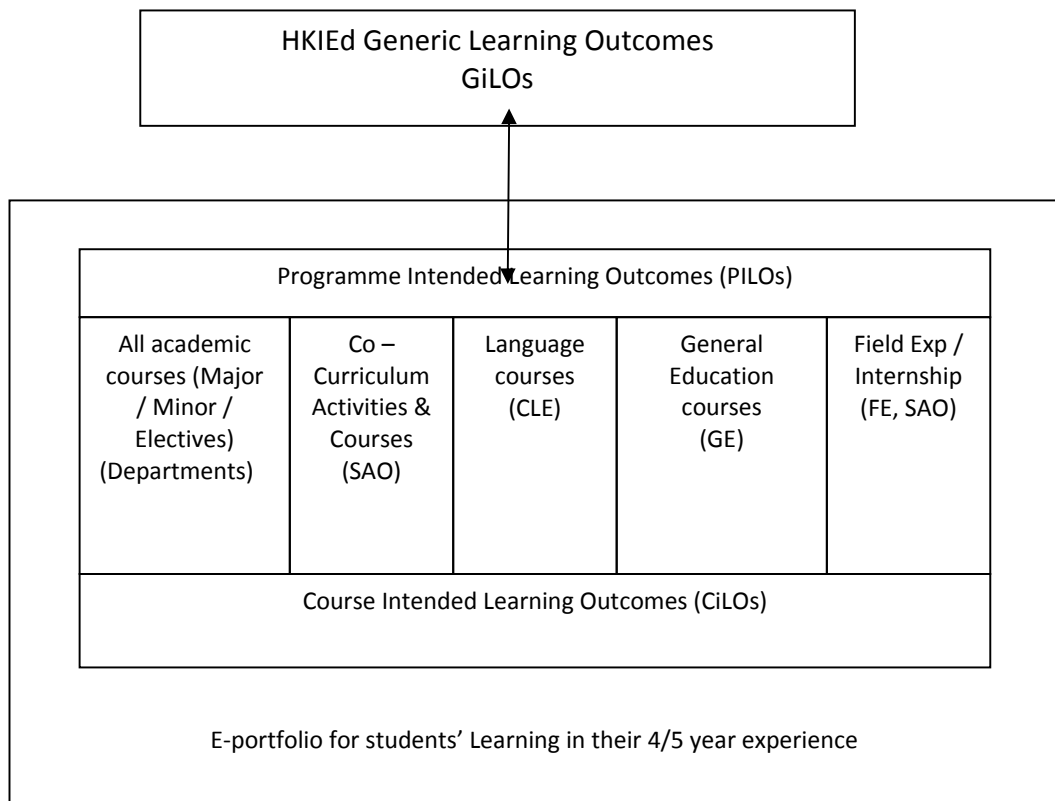 HKIEd Generic Learning Outcomes
GiLOs
Programme Intended Learning Outcomes (PILOs)
All academic
courses (Major
/ Minor /
Electives)
(Departments)
Co –
Curriculum
Activities &
Courses
(SAO)
Language
courses
(CLE)
General
Education
courses
(GE)
Field Exp /
Internship
(FE, SAO)
Course Intended Learning Outcomes (CiLOs)
E-portfolio for students’ Learning in their 4/5 year experience